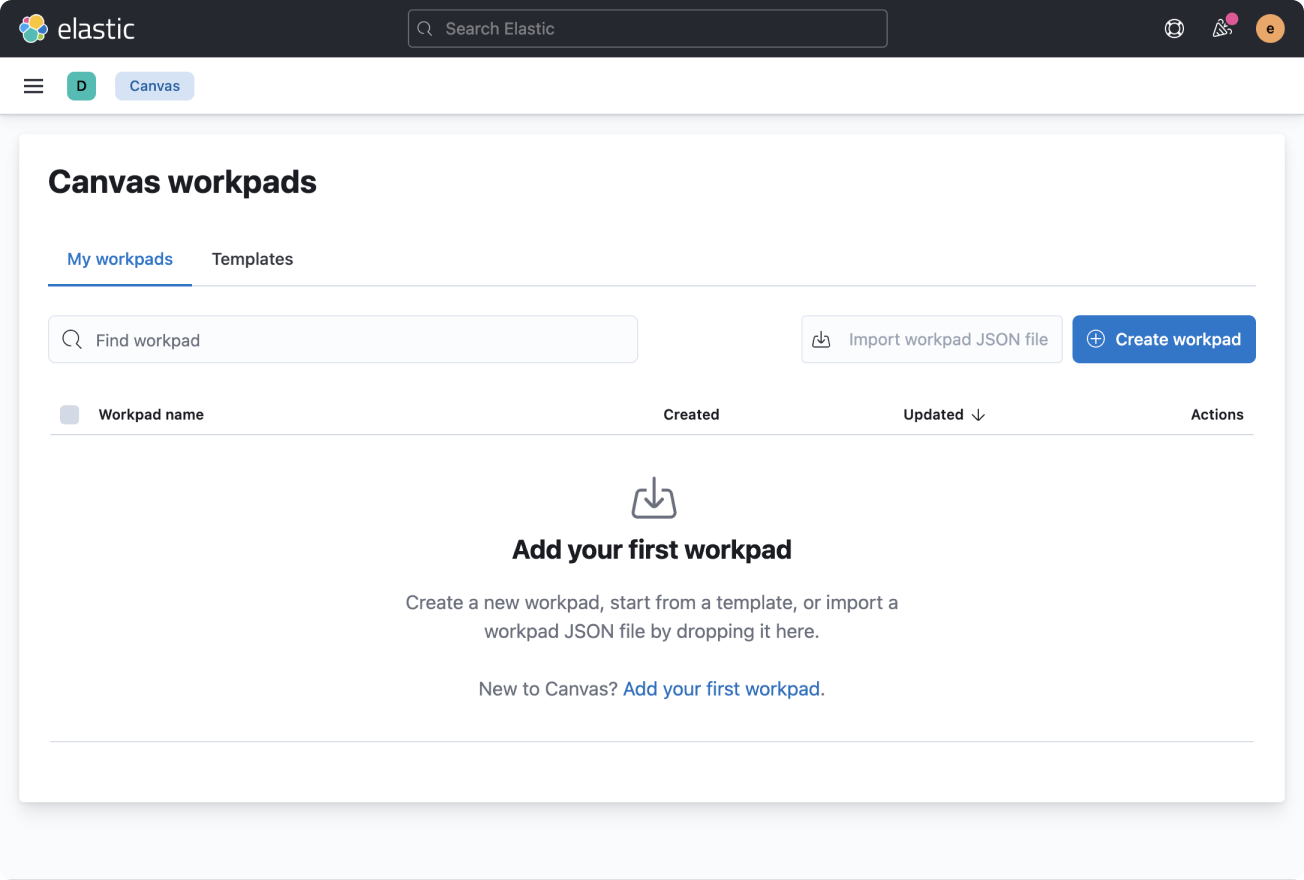 elastic
Search Elastic
e
D
Canvas
Canvas workpads
My workpads
Templates
Find workpad
Import workpad JSON file
Create workpad
Workpad name
Created
Updated
Actions
Add your first workpad
Create a new workpad, start from a template, or import a
workpad JSON file by dropping it here.
New to Canvas? Add your first workpad.